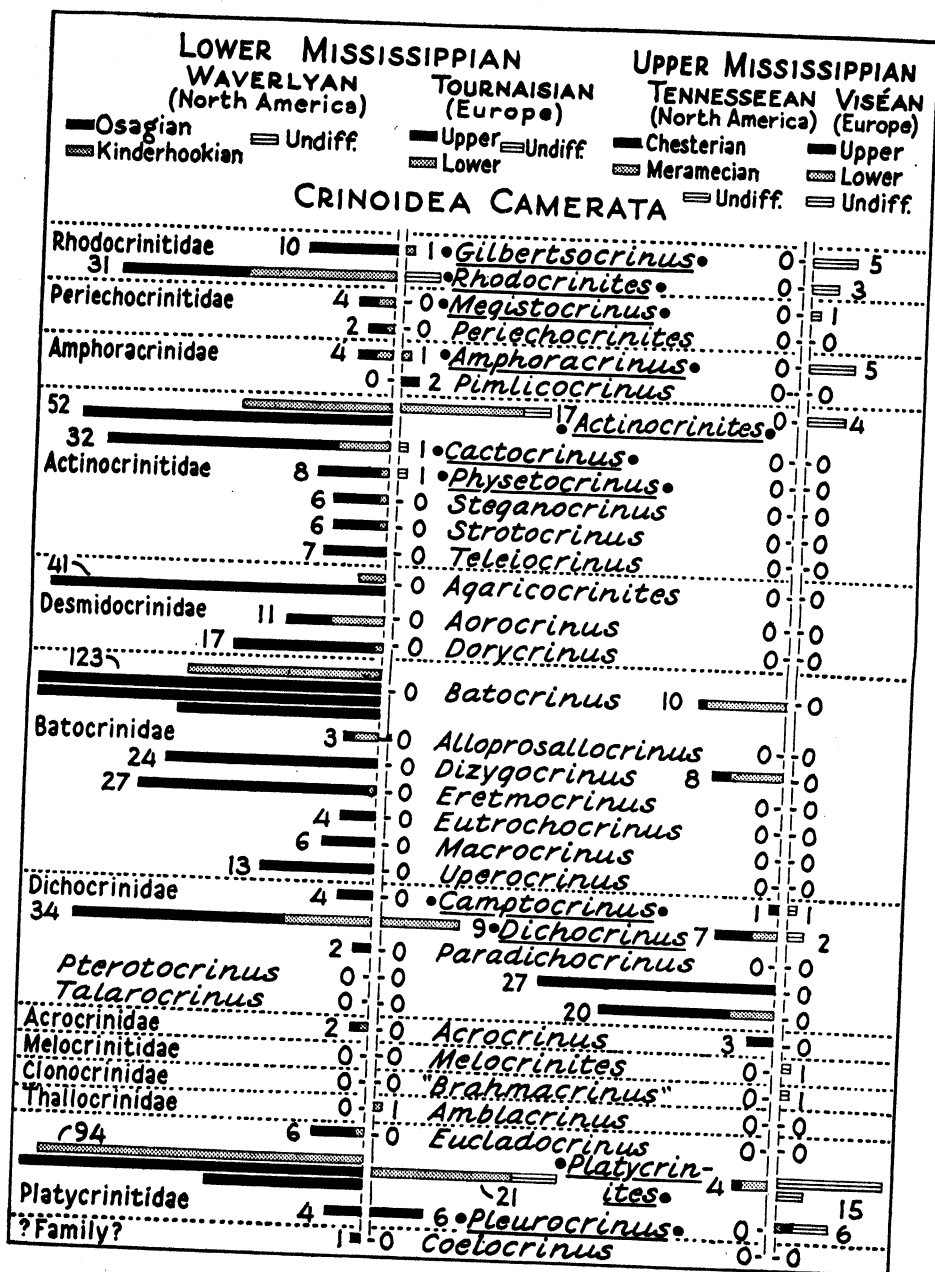 LOWER MISSISSIPPIAN UPPER MISSISSIPPIAN
WAVERLYAN TOURNAISIAN TENNESSEEAN VISÉAN
(North America) (Europe) (North America) (Europe)
Osagian Undiff. Upper Undiff. Chesterian Upper
Kinderhookian Lower Meramecian Lower
Undiff. Undiff.
CRINOIDEA CAMERATA
Rhodocrinitidae 10 1 •Gilbertsocrinus• 0 5
31 •Rhodocrinites• 0 3
Periechocrinitidae 4 0 •Megistocrinus• 0 1
2 0 Periechocrinites 0 0
Amphoracrinidae 4 1 •Amphoracrinus• 0 5
0 2 Pimlicocrinus 0 0
52 17 •Actinocrinites• 0 4
32 1 •Cactocrinus• 0 0
Actinocrinitidae 8 1 •Physetocrinus• 0 0
6 0 Steganocrinus 0 0
6 0 Strotocrinus 0 0
7 0 Teleiocrinus 0 0
41 0 Agaricocrinites 0 0
Desmidocrinidae 11 0 Aorocrinus 0 0
17 0 Dorycrinus 0 0
123 0 Batocrinus 10 0
Batocrinidae 3 0 Alloprosallocrinus 0 0
24 0 Dizygocrinus 8 0
27 0 Eretmocrinus 0 0
4 0 Eutrochocrinus 0 0
6 0 Macrocrinus 0 0
13 0 Uperocrinus 0 0
Dichocrinidae 4 0 •Camptocrinus• 1 1
34 9 •Dichocrinus 7 2
2 0 Paradichocrinus 0 0
Pterotocrinus 0 0 27 0
Talarocrinus 0 0 20 0
Acrocrinidae 2 0 Acrocrinus 3 0
Melocrinitidae 0 0 Melocrinites 0 1
Clonocrinidae 0 0 "Brahmacrinus" 0 1
Thallocrinidae 0 1 Amblacrinus 0 0
6 0 Eucladocrinus 0 0
94 21 •Platycrin-
ites• 4 15
Platycrinitidae 4 6 •Pleurocrinus• 0 6
?Family? 1 0 Coelocrinus 0 0